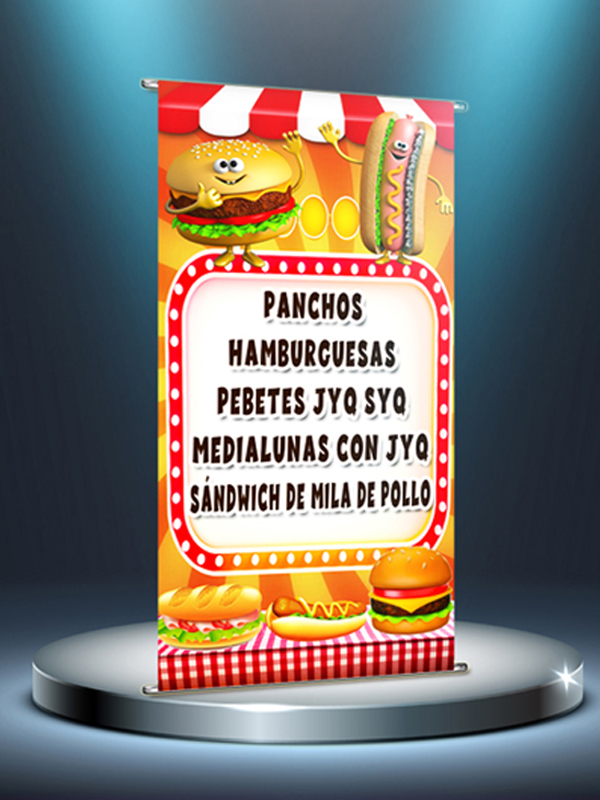 PANCHOS
HAMBURGUESAS
PEBETES JYQ SYQ
MEDIALUNAS CON JYQ
SÁNDWICH DE MILA DE POLLO